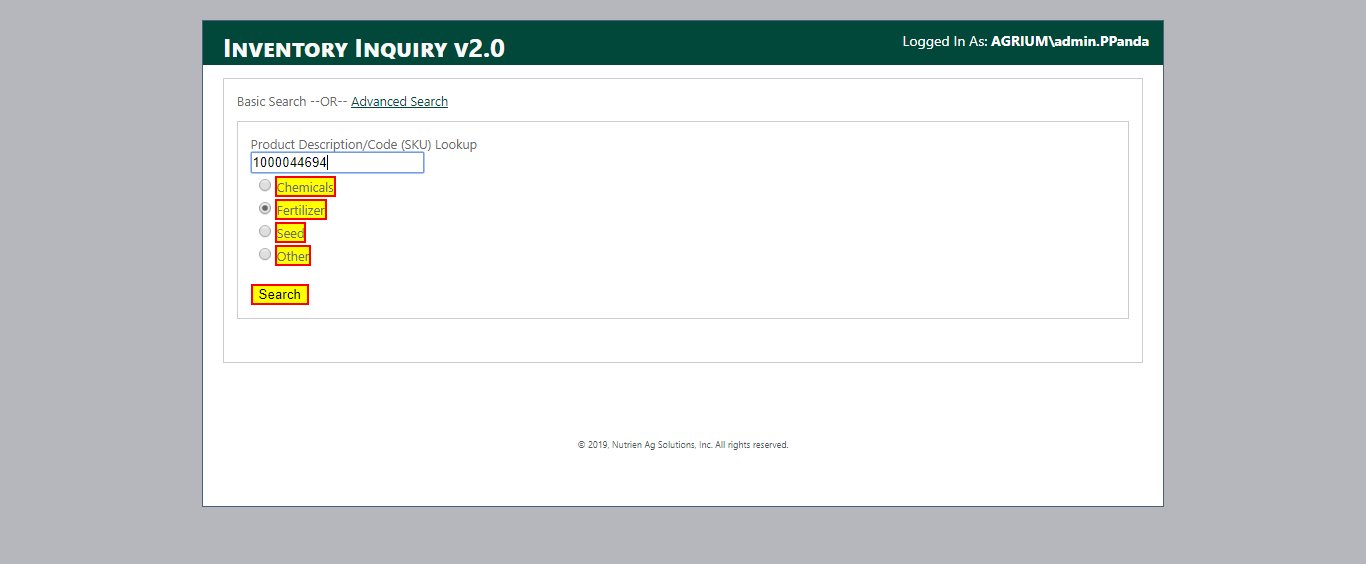 Inventory Inquiry v2.0
Logged In As: AGRIUM\admin.PPanda
Basic Search --OR-- Advanced Search
Product Description/Code (SKU) Lookup
1000044694
Chemicals
Fertilizer
Seed
Other
Search
© 2019, Nutrien Ag Solutions, Inc. All rights reserved.